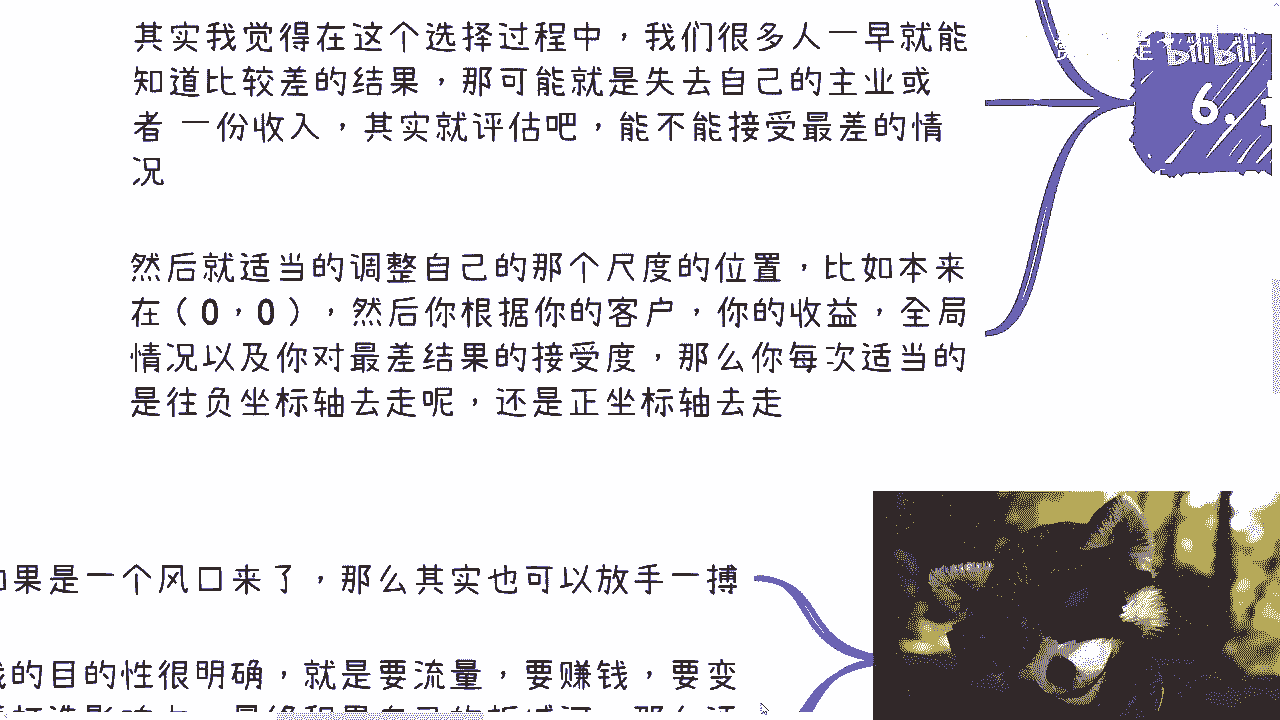 其实我觉得在这个选择过程中，我们很多人一早就能
知道比较差的结果，那可能就是失去自己的主业或
者 一份收入，其实就评估吧，能不能接受最差的情
况
bilibili
6.
然后就适当的调整自己的那个尺度的位置，比如本来
在（0，0），然后你根据你的客户，你的收益，全局
情况以及你对最差结果的接受度，那么你每次适当的
是往负坐标轴去走呢，还是正坐标轴去走
果是一个风口来了，那么其实也可以放手一搏
的目的性很明确，就是要流量，要赚钱，要变